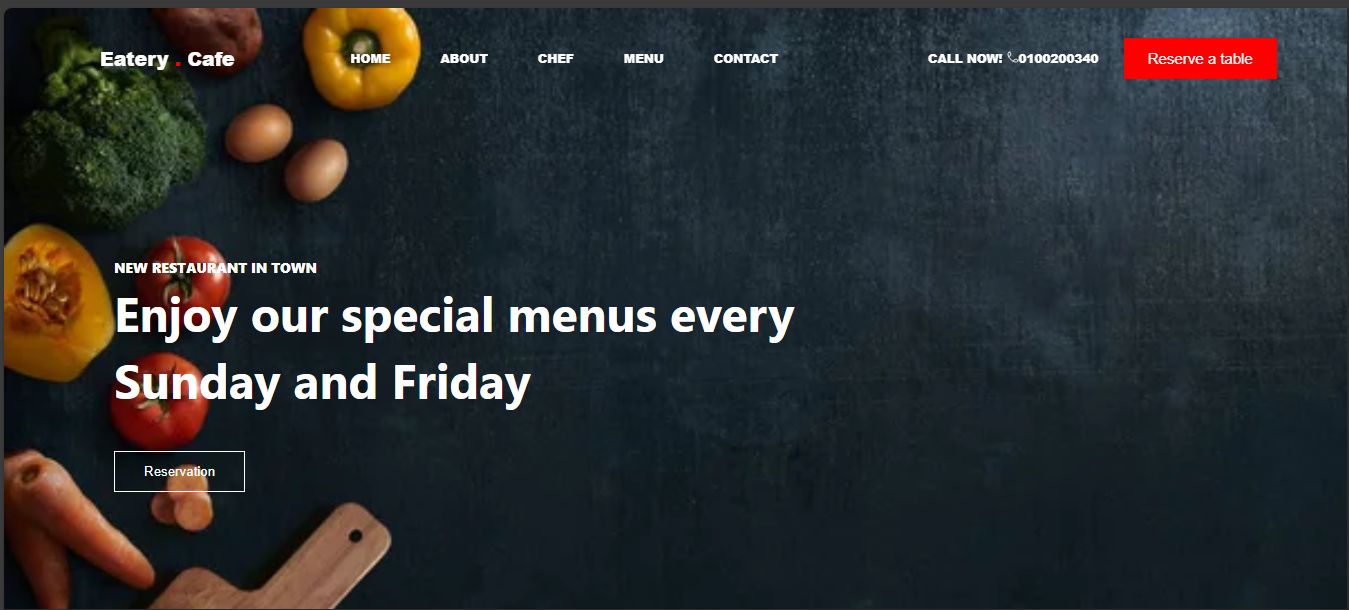 Eatery . Cafe
HOME
ABOUT
CHEF
MENU
CONTACT
CALL NOW! 0100200340
Reserve a table
NEW RESTAURANT IN TOWN
Enjoy our special menus every
Sunday and Friday
Reservation